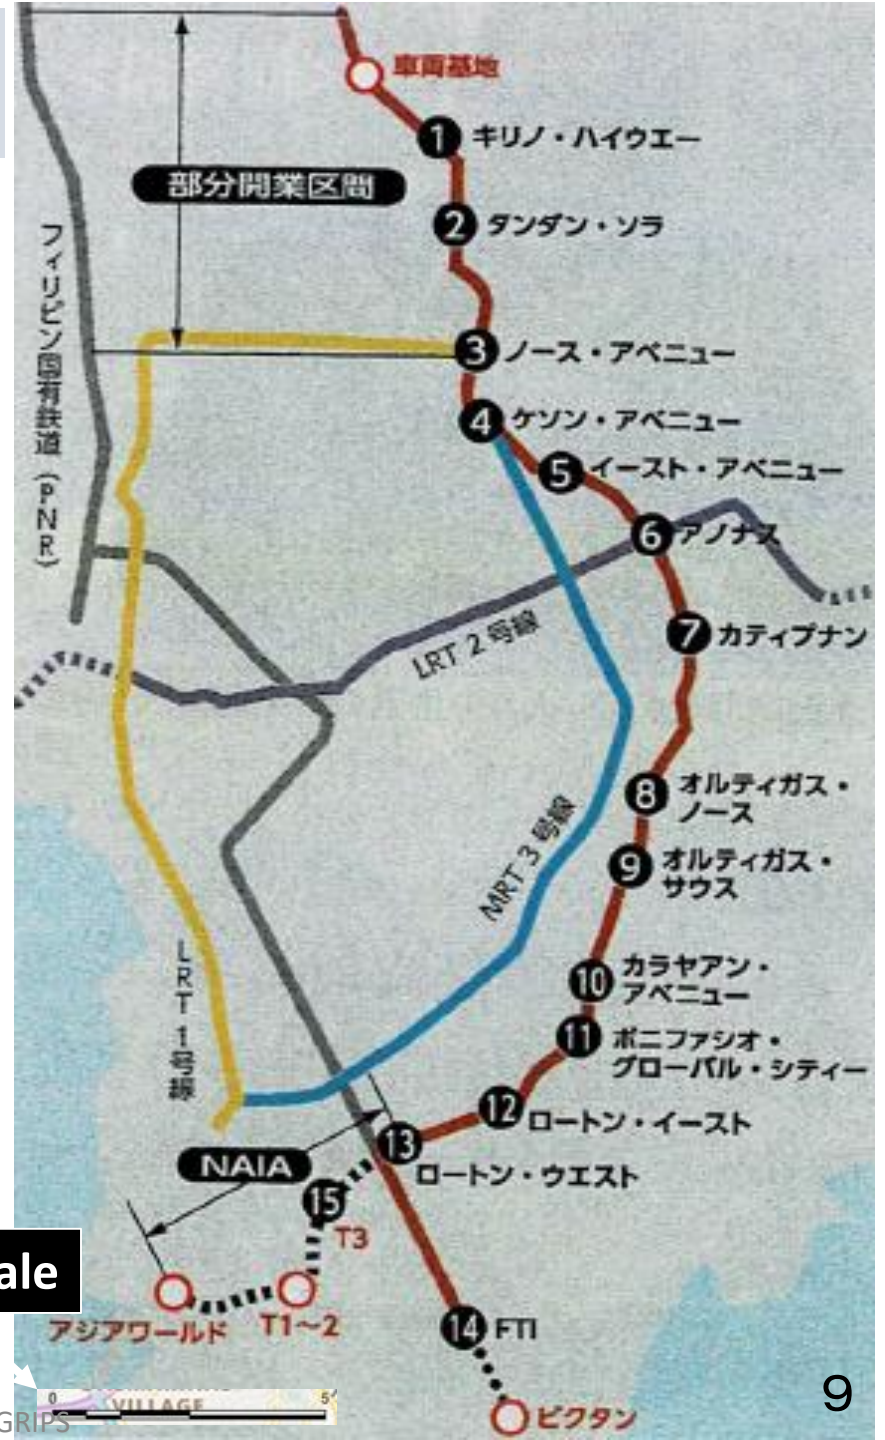 車両基地
1 キリノ・ハイウエー
部分開業区間
2 タンダン・ソラ
フィリピン国有鉄道（PNR）
3 ノース・アベニュー
4 ケソン・アベニュー
5 イースト・アベニュー
6 アノナス
LRT 2号線
7 カティプナン
8 オルティガス・
ノース
MRT 3号線
9 オルティガス・
サウス
LRT 1号線
10 カラヤアン・
アベニュー
11 ボニファシオ・
グローバル・シティー
12 ロートン・イースト
13 ロートン・ウエスト
NAIA
15
T3
ale
アジアワールド
T1～2
14 FTI
ビクタン
0 5
VILLAGE
GRIPS
9